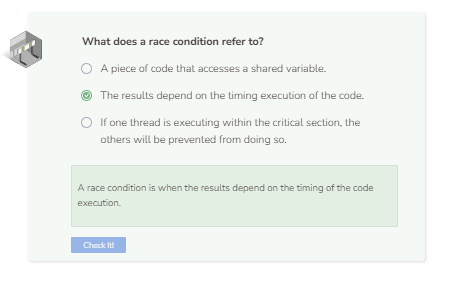 What does a race condition refer to?
A piece of code that accesses a shared variable.
The results depend on the timing execution of the code.
If one thread is executing within the critical section, the
others will be prevented from doing so.
A race condition is when the results depend on the timing of the code
execution.
Check It!